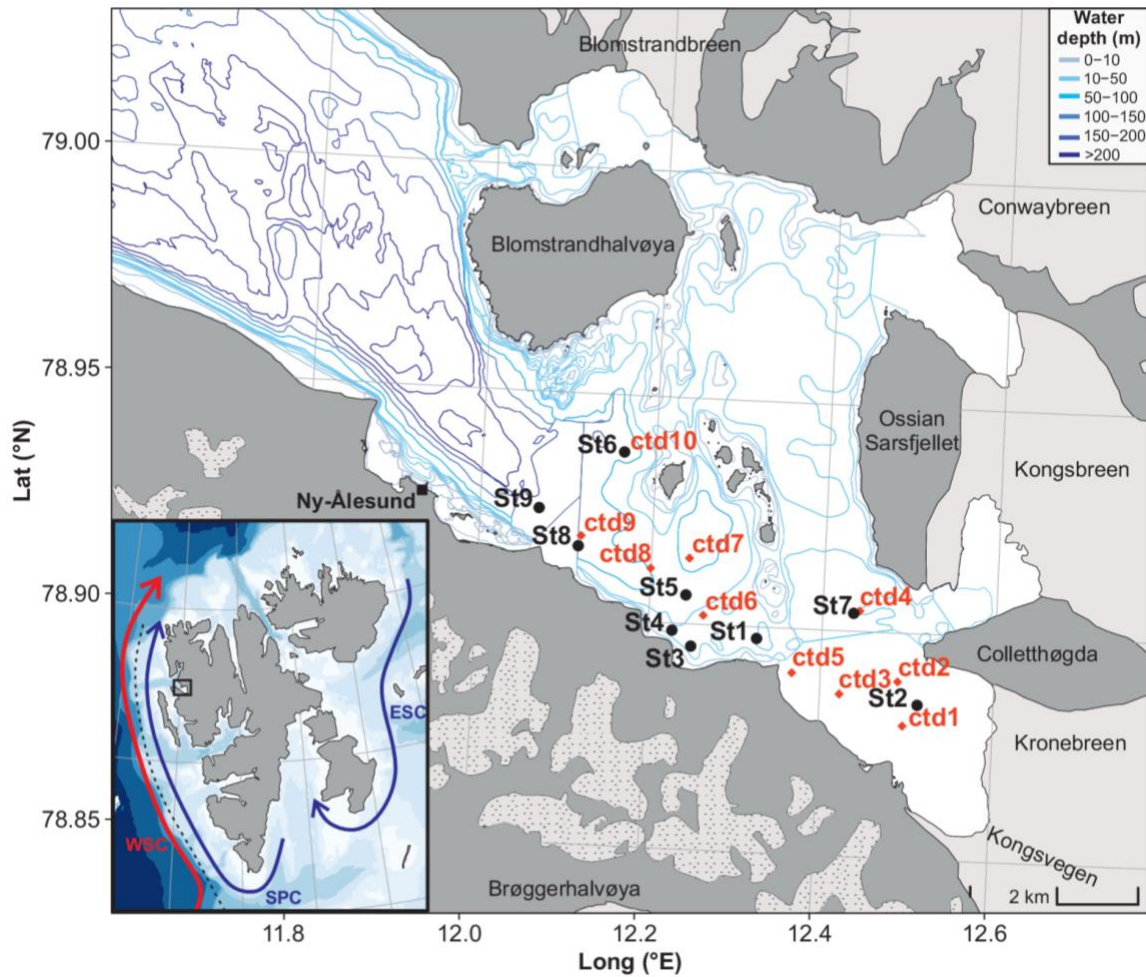 Water
depth (m)
0–10
10–50
50–100
100–150
150–200
>200
Blomstrandbreen
79.00
Conwaybreen
Blomstrandhalvøya
78.95
Ossian
Sarsfjellet
Lat (°N)
St6
ctd10
Kongsbreen
Ny-Ålesund
St9
St8
ctd9
ctd8
ctd7
78.90
St5
ctd6
St7
ctd4
St4
St1
St3
Colletthøgda
ctd5
ctd3
ctd2
St2
ctd1
Kronebreen
ESC
WSC
SPC
78.85
Kongsvegen
Brøggerhalvøya
2 km
11.8
12.0
12.2
12.4
12.6
Long (°E)